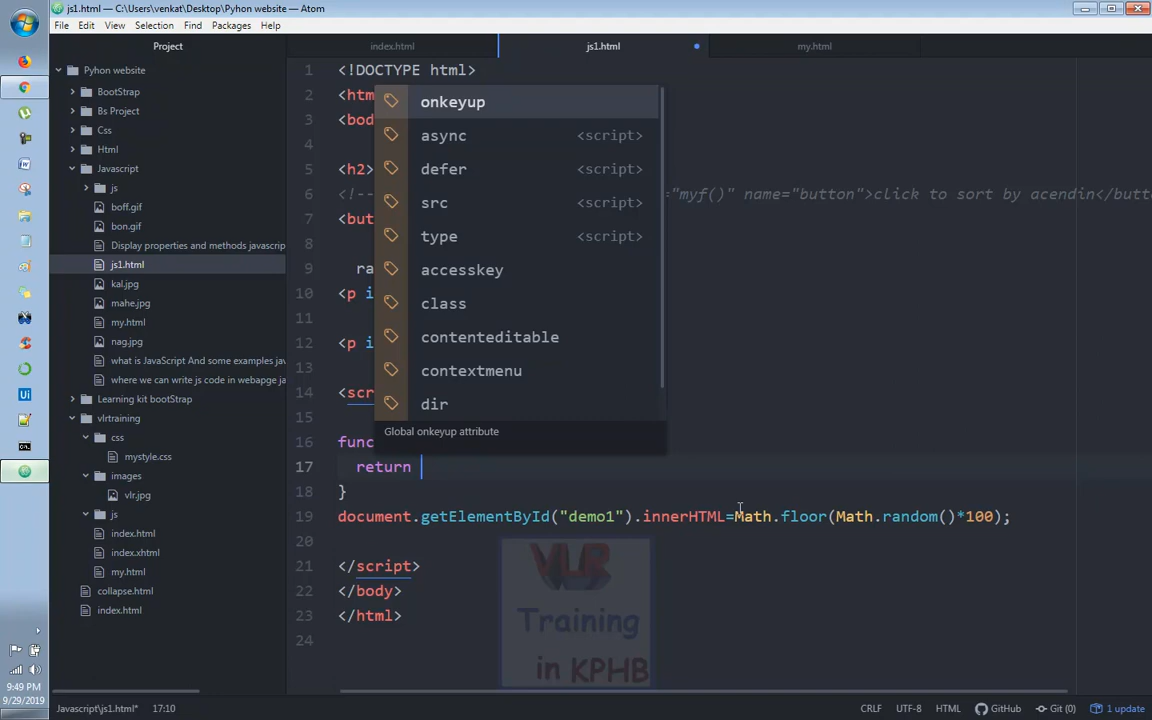 js1.html — C:\Users\venkat\Desktop\Pyhon website — Atom
File Edit View Selection Find Packages Help
Project
index.html
js1.html
my.html
Pyhon website
BootStrap
Bs Project
Css
Html
Javascript
js
boff.gif
bon.gif
Display properties and methods javascrip
js1.html
kal.jpg
mahe.jpg
my.html
nag.jpg
what is JavaScript And some examples jav
where we can write js code in webapge ja
Learning kit bootStrap
vlrtraining
css
mystyle.css
images
vlr.jpg
js
index.html
index.xhtml
my.html
collapse.html
index.html
1 <!DOCTYPE html>
2 <htm
3 <bod
4
5 <h2>
6 <!-- ="myf()" name="button">click to sort by acendin</butt
7 <but
8
9 ra
10 <p i
11
12 <p i
13
14 <scr
15
16 func
17 return
18 }
19 document.getElementById("demo1").innerHTML=Math.floor(Math.random()*100);
20
21 </script>
22 </body>
23 </html>
24
onkeyup
async <script>
defer <script>
src <script>
type <script>
accesskey
class
contenteditable
contextmenu
dir
Global onkeyup attribute
VLR
Training
in KPHB
Ui
9:49 PM
9/29/2019
Javascript\js1.html* 17:10 CRLF UTF-8 HTML GitHub Git (0) 1 update